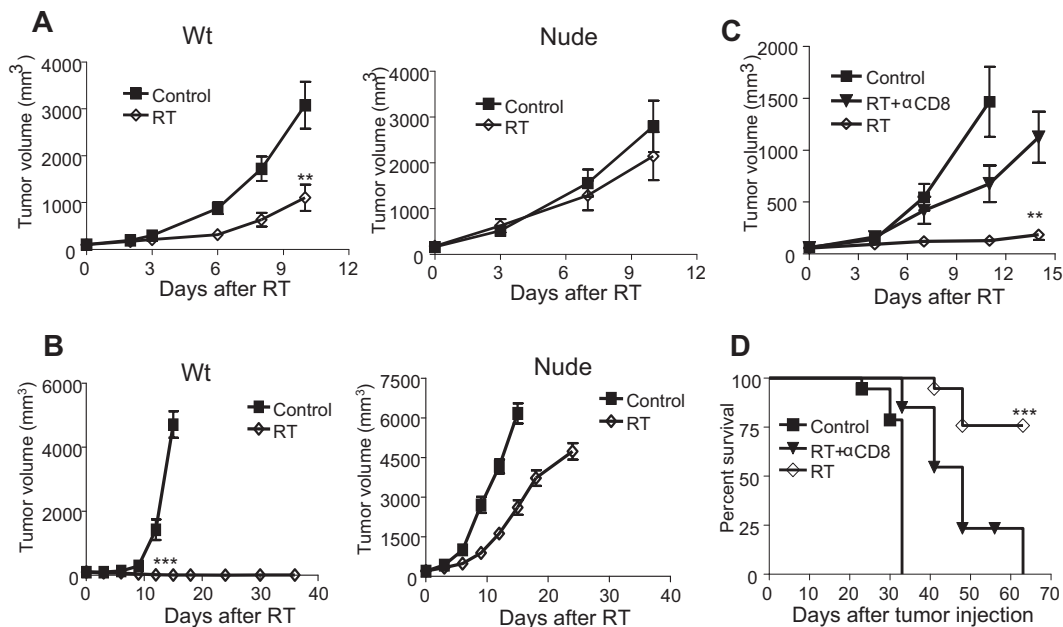 A
Wt
Tumor volume (mm3)
4000
3000
2000
1000
0
0 3 6 9 12
Days after RT
Control
RT
**
Nude
Tumor volume (mm3)
4000
3000
2000
1000
0
0 3 6 9 12
Days after RT
Control
RT
C
Tumor volume (mm3)
2000
1500
1000
500
0
0 3 6 9 12 15
Days after RT
Control
RT+αCD8
RT
**
B
Wt
Tumor volume (mm3)
6000
4000
2000
0
0 10 20 30 40
Days after RT
Control
RT
***
Nude
Tumor volume (mm3)
7500
6000
4500
3000
1500
0
0 10 20 30 40
Days after RT
Control
RT
D
Percent survival
100
75
50
25
0
0 10 20 30 40 50 60 70
Days after tumor injection
Control
RT+αCD8
RT
***